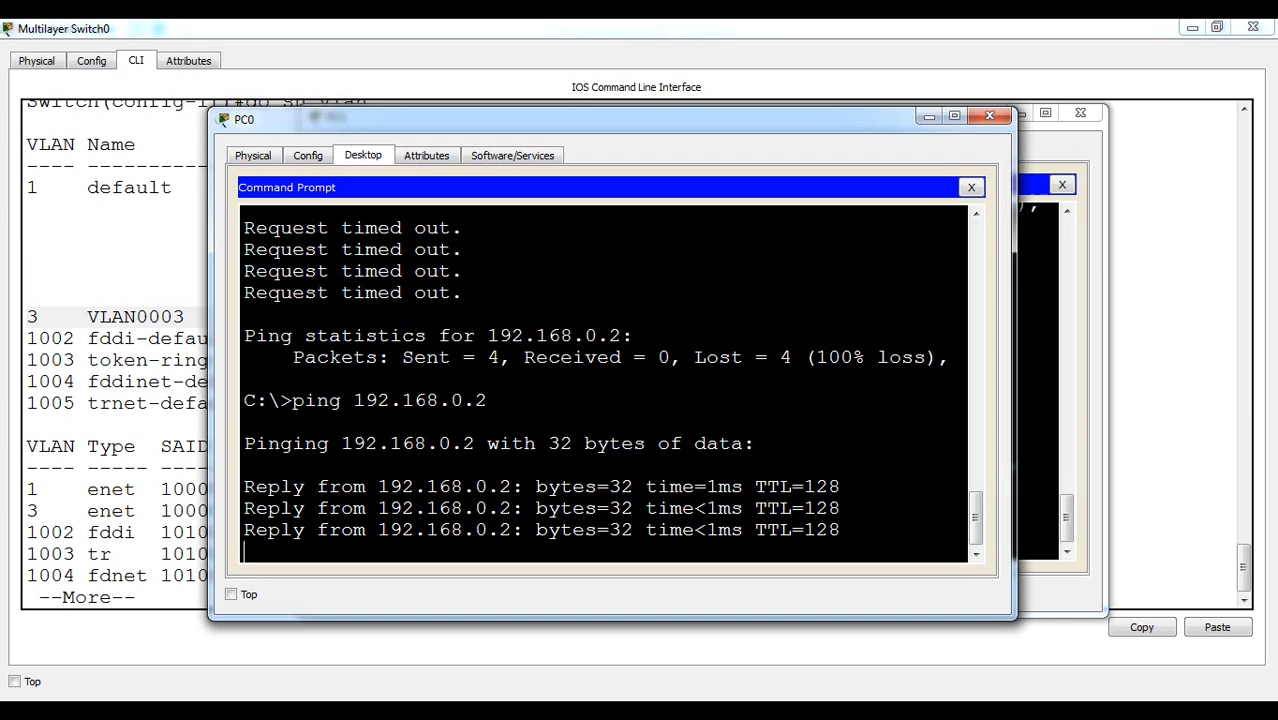 Multilayer Switch0
Physical Config CLI Attributes
IOS Command Line Interface
VLAN Name
---- 
1 default
3 VLAN0003
1002 fddi-defau
1003 token-ring
1004 fddinet-de
1005 trnet-defau
VLAN Type SAID
---- ----- 
1 enet 1000
3 enet 1000
1002 fddi 1010
1003 tr 1010
1004 fdnet 1010
--More--
Copy Paste
Top
PC0
Physical Config Desktop Attributes Software/Services
Command Prompt X
Request timed out.
Request timed out.
Request timed out.
Request timed out.
Ping statistics for 192.168.0.2:
Packets: Sent = 4, Received = 0, Lost = 4 (100% loss),
C:\>ping 192.168.0.2
Pinging 192.168.0.2 with 32 bytes of data:
Reply from 192.168.0.2: bytes=32 time=1ms TTL=128
Reply from 192.168.0.2: bytes=32 time<1ms TTL=128
Reply from 192.168.0.2: bytes=32 time<1ms TTL=128
Top
X